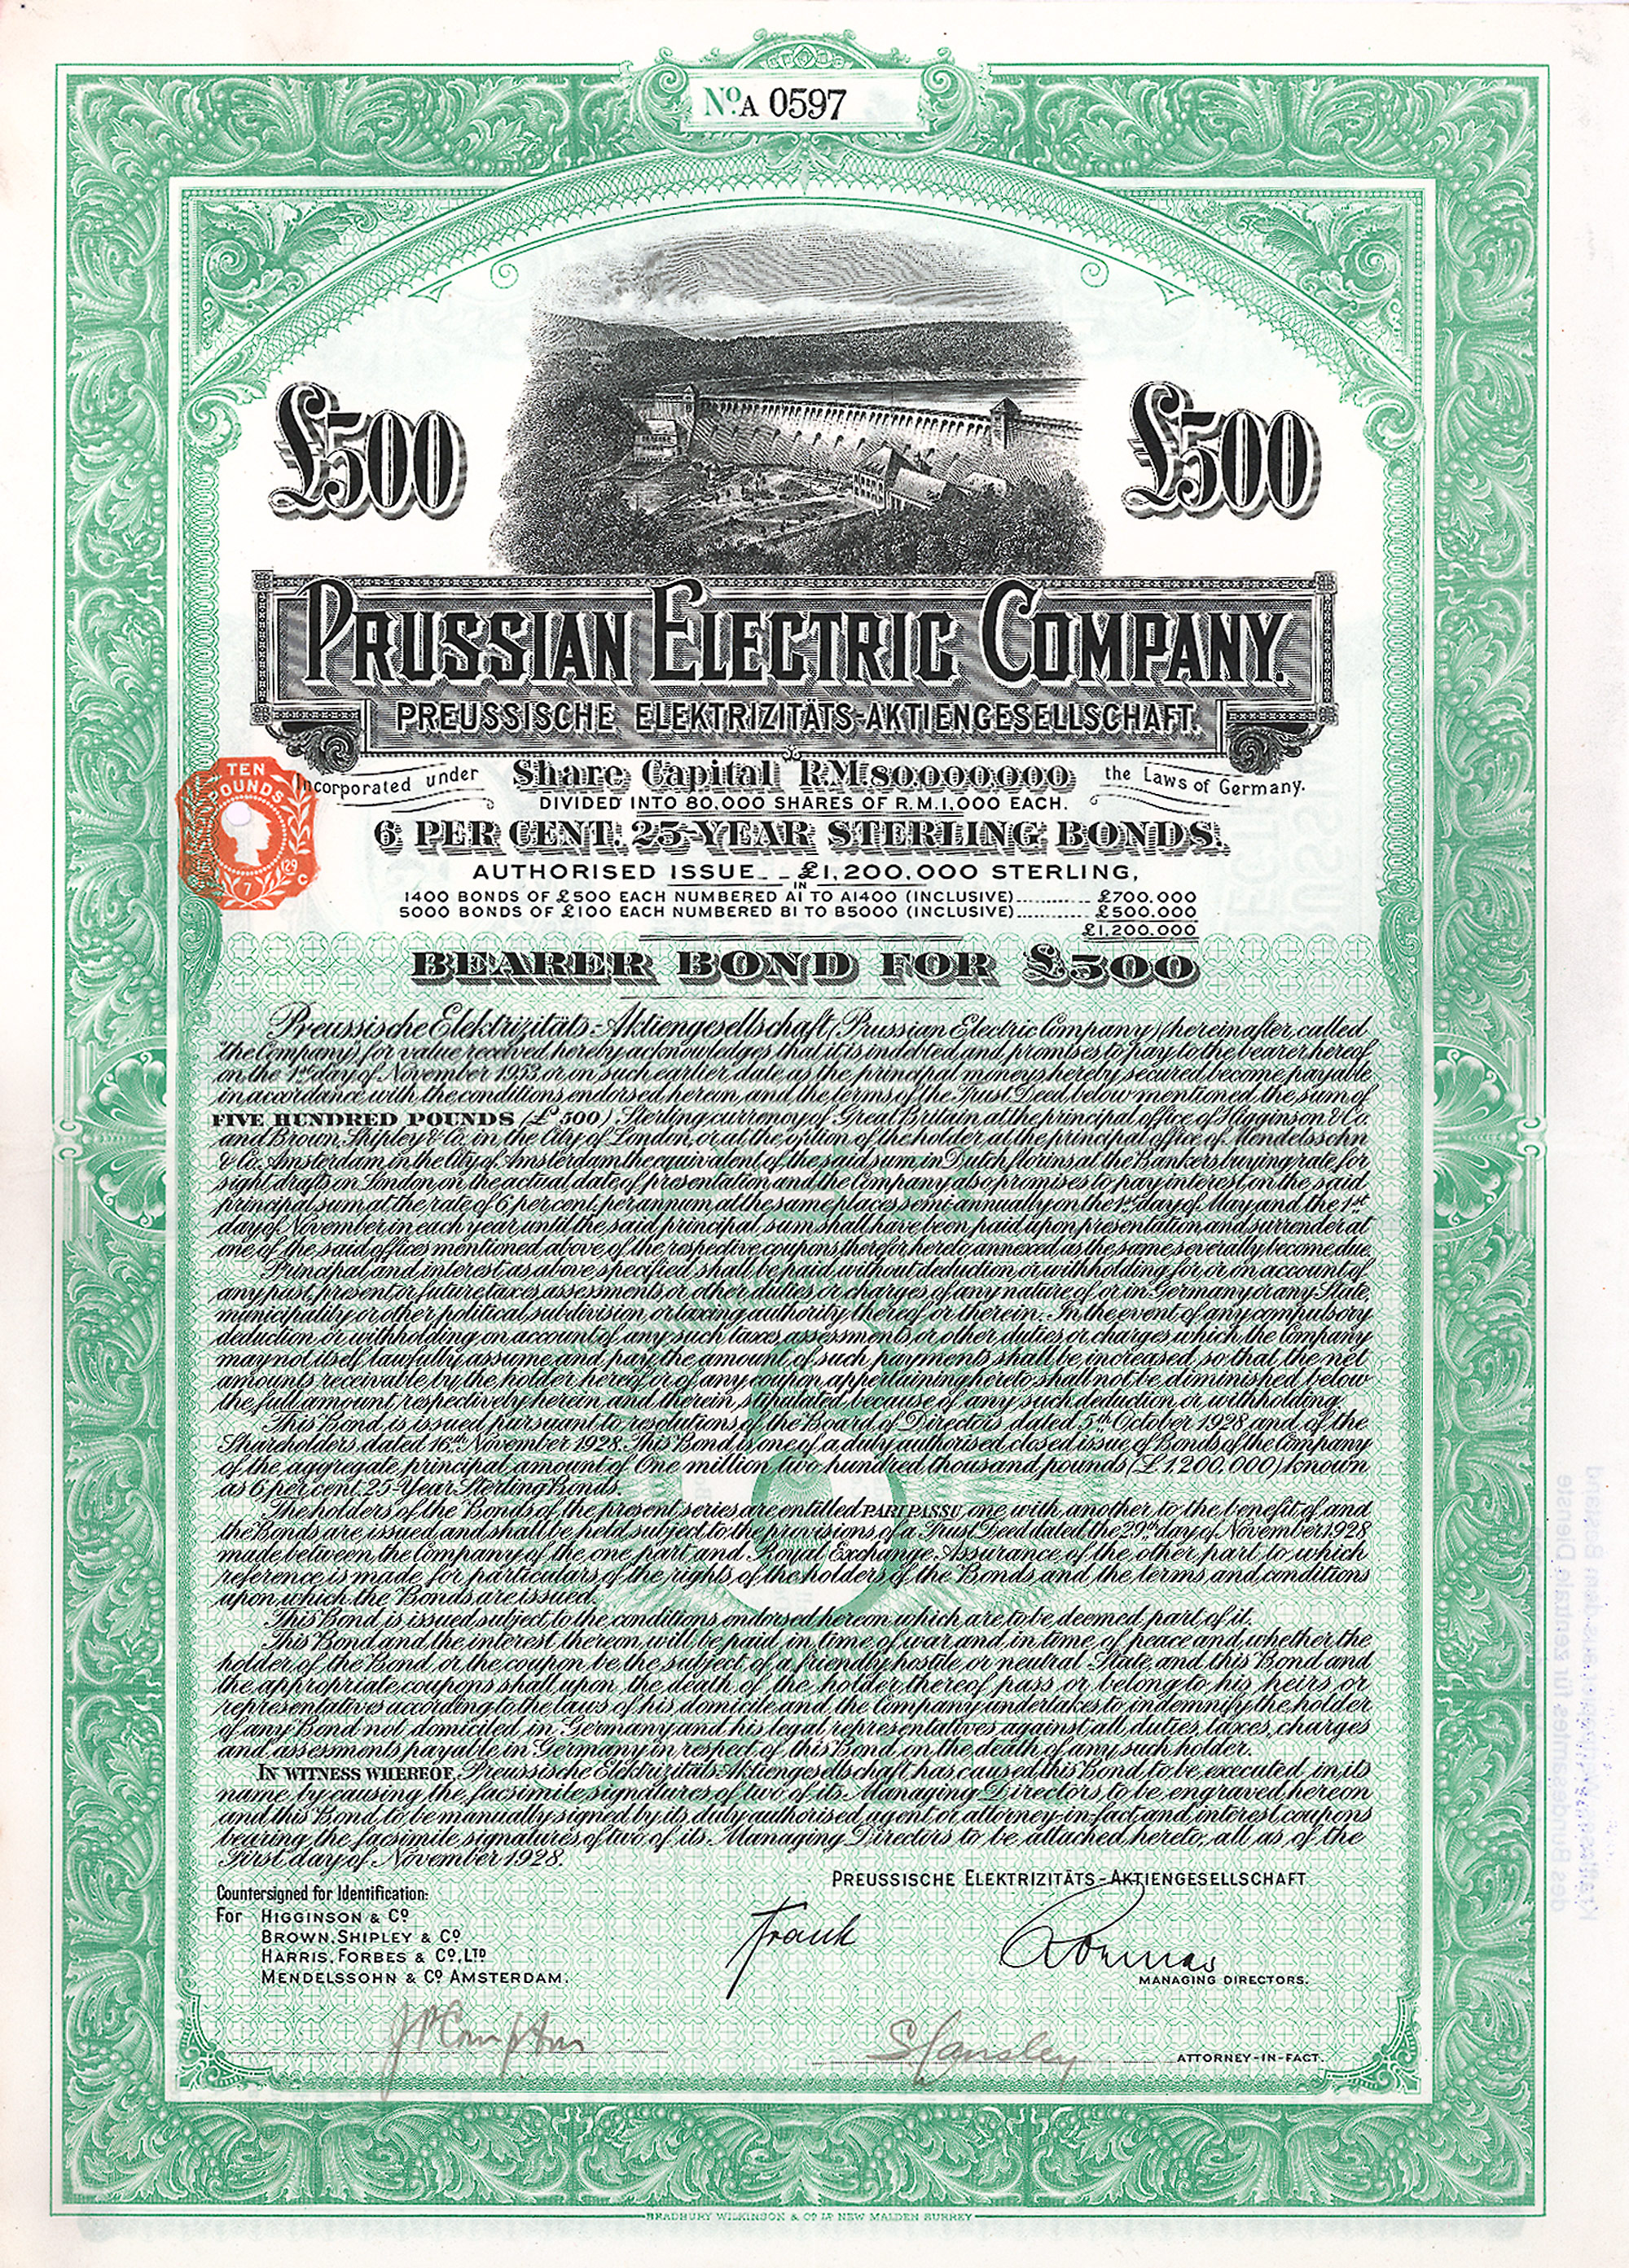 Nº A 0597
£500 £500
PRUSSIAN ELECTRIC COMPANY.
PREUSSISCHE ELEKTRIZITÄTS-AKTIENGESELLSCHAFT.
Incorporated under Share Capital R.M.80.000.000 the Laws of Germany.
DIVIDED INTO 80.000 SHARES OF R.M.1,000 EACH.
TEN POUNDS
7 29 C
6 PER CENT. 25-YEAR STERLING BONDS.
AUTHORISED ISSUE__£1,200.000 STERLING,
IN
1400 BONDS OF £500 EACH NUMBERED A1 TO A1400 (INCLUSIVE)........... £700.000
5000 BONDS OF £100 EACH NUMBERED B1 TO B5000 (INCLUSIVE)........... £500.000
£1.200.000
BEARER BOND FOR £500
Preussische Elektrizitäts-Aktiengesellschaft, (Prussian Electric Company) (hereinafter called
"the Company"), for value received, hereby acknowledges that it is indebted and promises to pay to the bearer hereof
on the 1st day of November 1953 or on such earlier date as the principal moneys hereby secured become payable
in accordance with the conditions endorsed hereon and the terms of the Trust Deed below mentioned, the sum of
FIVE HUNDRED POUNDS (£500) Sterling currency of Great Britain at the principal office of Higginson & Co.
and Brown, Shipley & Co. in the City of London, or at the option of the holder at the principal office of Mendelssohn
& Co. Amsterdam in the City of Amsterdam the equivalent of the said sum in Dutch florins at the Bankers buying rate for
sight drafts on London on the actual date of presentation and the Company also promises to pay interest on the said
principal sum at the rate of 6 per cent. per annum at the same places semi-annually on the 1st day of May and the 1st
day of November in each year until the said principal sum shall have been paid upon presentation and surrender at
one of the said offices mentioned above, of the respective coupons therefor hereto annexed as the same severally become due.
Principal and interest as above specified shall be paid without deduction or withholding for or on account of
any past, present or future taxes, assessments or other duties or charges of any nature of or in Germany or any State,
municipality or other political subdivision or taxing authority thereof or therein. In the event of any compulsory
deduction or withholding on account of any such taxes, assessments or other duties or charges which the Company
may not itself lawfully assume and pay, the amount of such payments shall be increased so that the net
amounts receivable by the holder hereof or of any coupon appertaining hereto shall not be diminished below
the full amount respectively herein and therein stipulated because of any such deduction or withholding.
This Bond is issued pursuant to resolutions of the Board of Directors dated 5th October 1928 and of the
Shareholders dated 16th November 1928. This Bond is one of a duly authorised closed issue of Bonds of the Company
of the aggregate principal amount of One million two hundred thousand pounds (£1,200,000) known
as 6 per cent. 25-Year Sterling Bonds.
The holders of the Bonds of the present series are entitled PARI PASSU one with another to the benefit of and
the Bonds are issued and shall be held subject to the provisions of a Trust Deed dated the 29th day of November 1928
made between the Company of the one part and Royal Exchange Assurance of the other part to which
reference is made for particulars of the rights of the holders of the Bonds and the terms and conditions
upon which the Bonds are issued.
This Bond is issued subject to the conditions endorsed hereon which are to be deemed part of it.
This Bond and the interest thereon will be paid in time of war and in time of peace and whether the
holder of the Bond or the coupon be the subject of a friendly hostile or neutral State and this Bond and
the appropriate coupons shall upon the death of the holder thereof pass or belong to his heirs or
representatives according to the laws of his domicile and the Company undertakes to indemnify the holder
of any Bond not domiciled in Germany and his legal representatives against all duties, taxes, charges
and assessments payable in Germany in respect of this Bond on the death of any such holder.
IN WITNESS WHEREOF, Preussische Elektrizitäts-Aktiengesellschaft has caused this Bond to be executed in its
name by causing the facsimile signatures of two of its Managing Directors to be engraved hereon
and this Bond to be manually signed by its duly authorised agent or attorney-in-fact and interest coupons
bearing the facsimile signatures of two of its Managing Directors to be attached hereto, all as of the
First day of November 1928.
PREUSSISCHE ELEKTRIZITÄTS-AKTIENGESELLSCHAFT
Countersigned for Identification:
For HIGGINSON & Cº
BROWN, SHIPLEY & Cº
HARRIS, FORBES & Cº, LTD
MENDELSSOHN & Cº AMSTERDAM.
Frank
MANAGING DIRECTORS.
ATTORNEY-IN-FACT.
BRADBURY WILKINSON & Cº Lᴅ NEW MALDEN SURREY